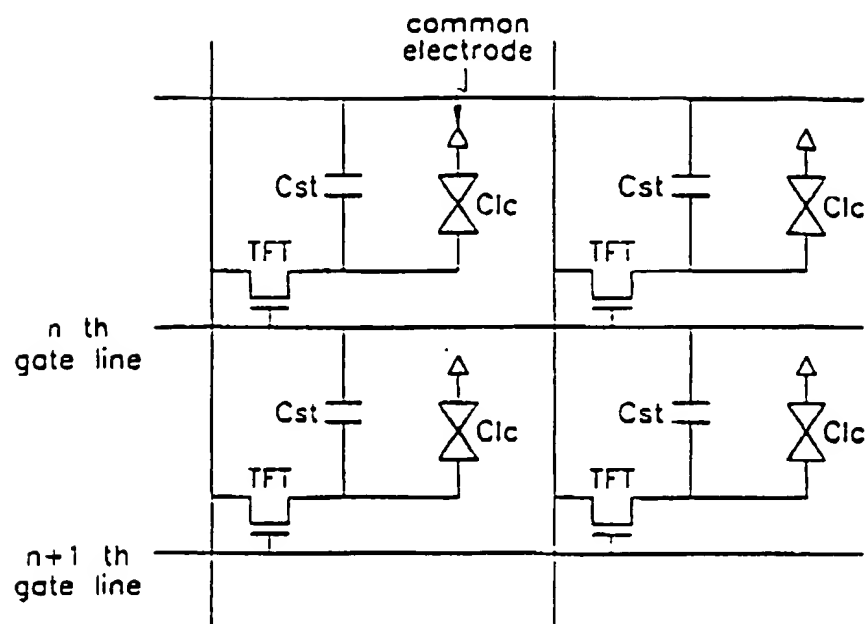 common
electrode
Cst
Clc
Cst
Clc
TFT
TFT
n th
gate line
Cst
Clc
Cst
Clc
TFT
TFT
n+1 th
gate line